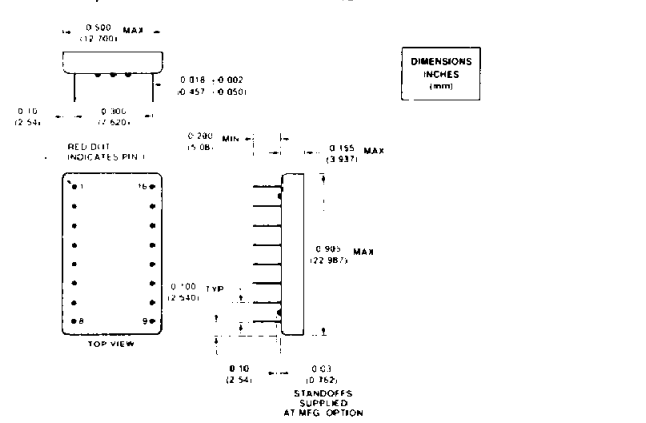 0.500 MAX
(12.700)
DIMENSIONS
INCHES
(mm)
0.018 ±0.002
(0.457 ±0.050)
0.10
(2.54)
0.300
(7.620)
0.200 MIN
(5.08)
0.155 MAX
(3.937)
RED DOT
INDICATES PIN 1
1
16
0.905 MAX
(22.987)
0.100 TYP
(2.540)
8
9
TOP VIEW
0.10
(2.54)
0.03
(0.762)
STANDOFFS
SUPPLIED
AT MFG. OPTION